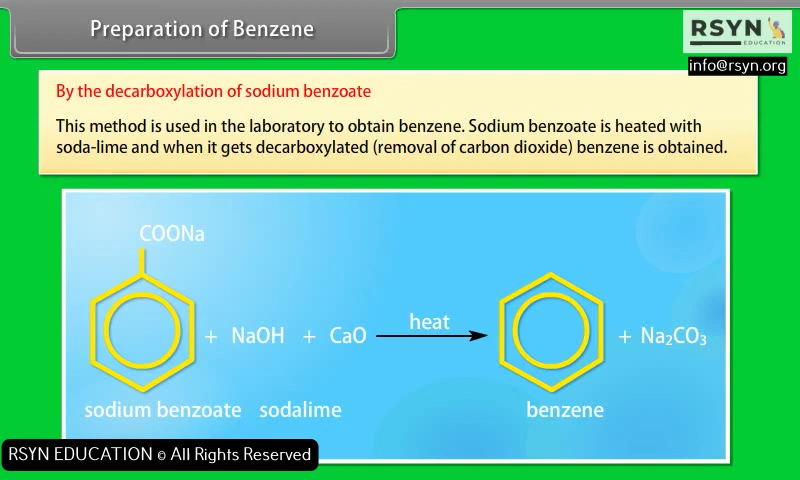 Preparation of Benzene
RSYN
EDUCATION
info@rsyn.org
By the decarboxylation of sodium benzoate
This method is used in the laboratory to obtain benzene. Sodium benzoate is heated with
soda-lime and when it gets decarboxylated (removal of carbon dioxide) benzene is obtained.
COONa
+ NaOH + CaO heat + Na₂CO₃
sodium benzoate sodalime benzene
RSYN EDUCATION © All Rights Reserved